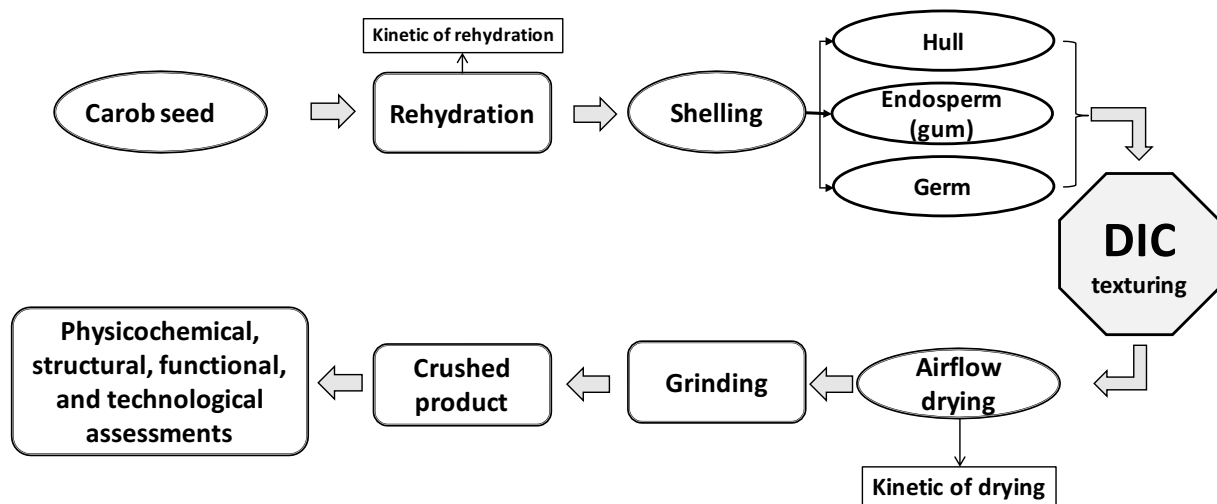 Kinetic of rehydration
Carob seed
Rehydration
Shelling
Hull
Endosperm
(gum)
Germ
DIC
texturing
Airflow
drying
Kinetic of drying
Grinding
Crushed
product
Physicochemical,
structural, functional,
and technological
assessments